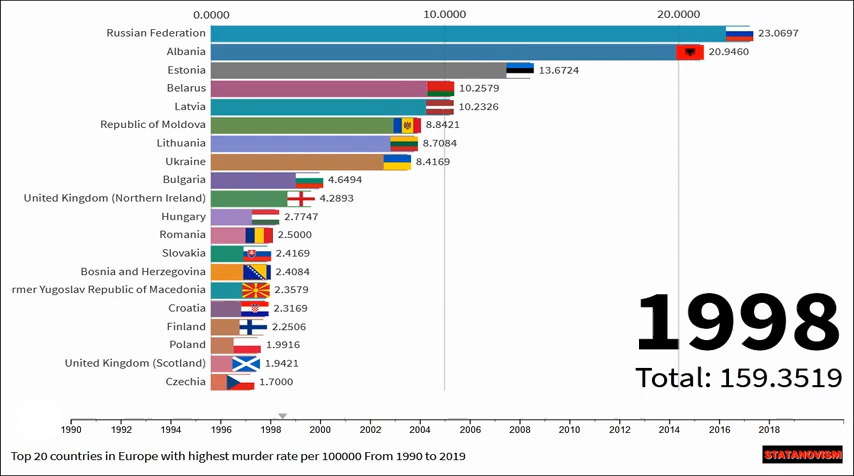 0.0000 10.0000 20.0000
Russian Federation 23.0697
Albania 20.9460
Estonia 13.6724
Belarus 10.2579
Latvia 10.2326
Republic of Moldova 8.8421
Lithuania 8.7084
Ukraine 8.4169
Bulgaria 4.6494
United Kingdom (Northern Ireland) 4.2893
Hungary 2.7747
Romania 2.5000
Slovakia 2.4169
Bosnia and Herzegovina 2.4084
rmer Yugoslav Republic of Macedonia 2.3579
Croatia 2.3169
Finland 2.2506
Poland 1.9916
United Kingdom (Scotland) 1.9421
Czechia 1.7000
1998
Total: 159.3519
1990 1992 1994 1996 1998 2000 2002 2004 2006 2008 2010 2012 2014 2016 2018
Top 20 countries in Europe with highest murder rate per 100000 From 1990 to 2019
STATANOVISM